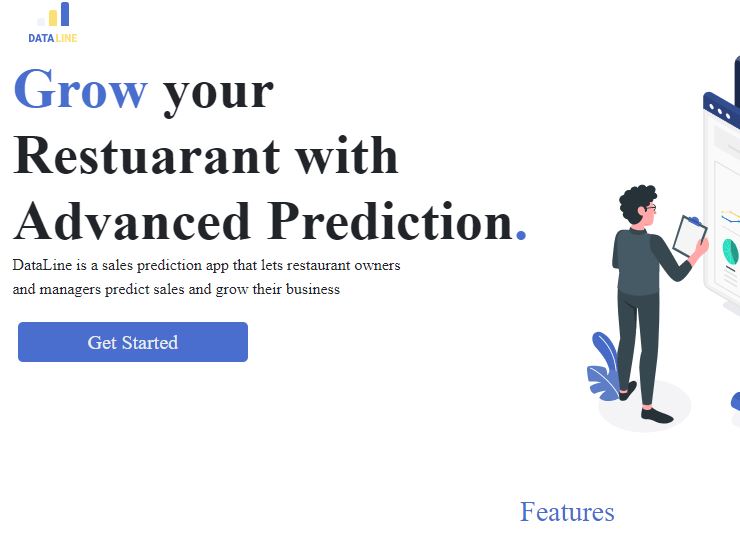 DATA LINE
Grow your
Restuarant with
Advanced Prediction.
DataLine is a sales prediction app that lets restaurant owners
and managers predict sales and grow their business
Get Started
Features